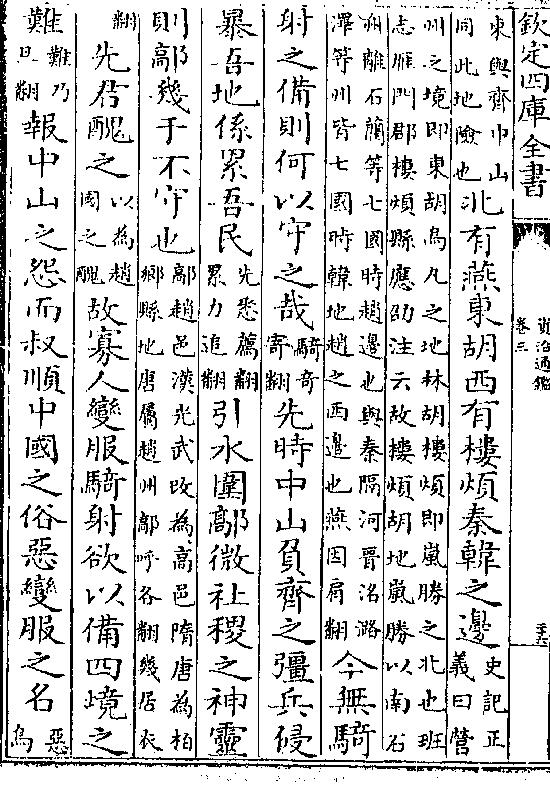 欽定四庫全書
資治通鑑
卷三
東與齊中山
同此地險也
北有燕東胡西有樓煩秦韓之邊
史記正
義曰營
州之境即東胡烏丸之地林胡樓煩即嵐勝之北也班
志雁門郡樓煩縣應劭注云故樓煩胡地嵐勝以南石
州離石藺等七國時趙邊也與秦隔河晉洺潞
澤等州皆七國時韓地趙之西邊也燕因肩翻
今無騎
射之備則何以守之哉
騎奇
寄翻
先時中山負齊之彊兵侵
暴吾地係累吾民
先悉薦翻
累力追翻
引水圍鄗微社稷之神靈
則鄗幾于不守也
鄗趙邑漢光武改為高邑隋唐為柏
鄉縣地唐屬趙州鄗呼各翻幾居衣
翻
先君醜之
以為趙
國之醜
故寡人變服騎射欲以備四境之
難
難乃
旦翻
報中山之怨而叔順中國之俗惡變服之名
惡
烏